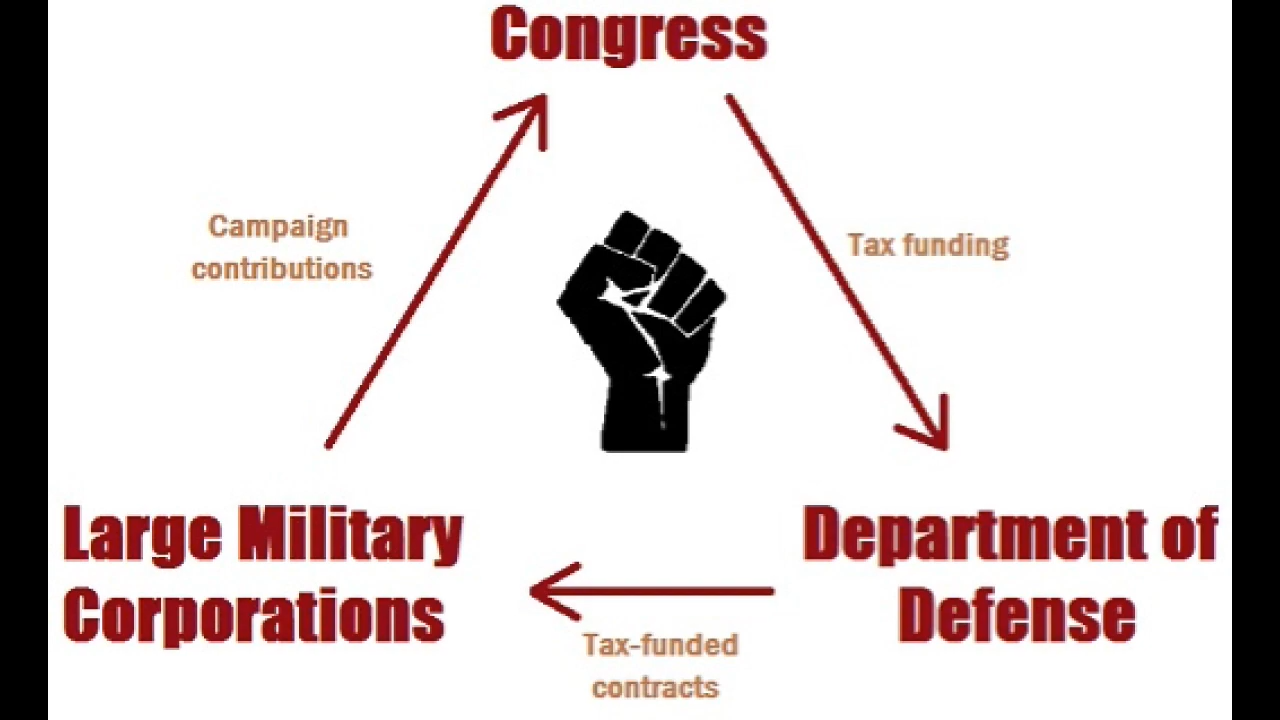 Congress
Campaign
contributions
Tax funding
Large Military
Corporations
Department of
Defense
Tax-funded
contracts